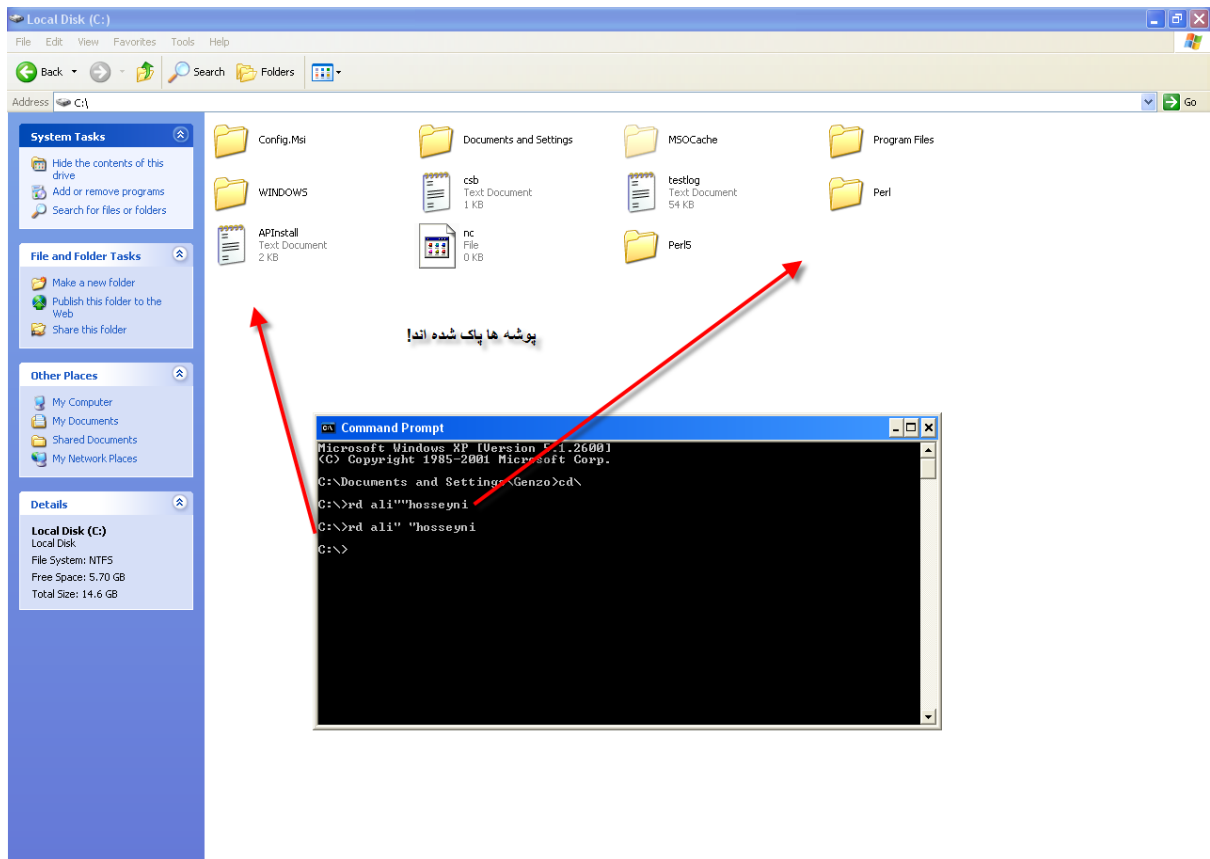 Local Disk (C:)
File Edit View Favorites Tools Help
Back Search Folders
Address C:\ Go
System Tasks
Hide the contents of this
drive
Add or remove programs
Search for files or folders
File and Folder Tasks
Make a new folder
Publish this folder to the
Web
Share this folder
Other Places
My Computer
My Documents
Shared Documents
My Network Places
Details
Local Disk (C:)
Local Disk
File System: NTFS
Free Space: 5.70 GB
Total Size: 14.6 GB
Config.Msi
Documents and Settings
MSOCache
Program Files
WINDOWS
csb
Text Document
1 KB
testlog
Text Document
54 KB
Perl
APInstall
Text Document
2 KB
nc
File
0 KB
Perl5
پوشه ها پاک شده اند!
Command Prompt
Microsoft Windows XP [Version 5.1.2600]
(C) Copyright 1985-2001 Microsoft Corp.
C:\Documents and Settings\Genzo>cd\
C:\>rd ali""hosseyni
C:\>rd ali" "hosseyni
C:\>